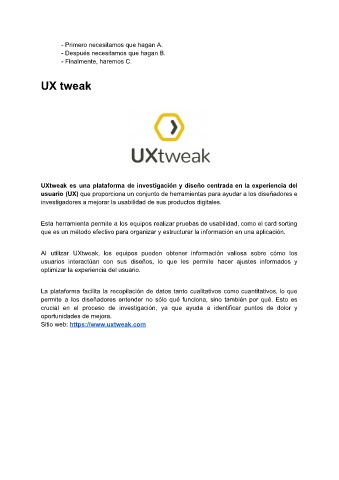 - Primero necesitamos que hagan A.
- Después necesitamos que hagan B.
- Finalmente, haremos C.
UX tweak
UXtweak
UXtweak es una plataforma de investigación y diseño centrada en la experiencia del
usuario (UX) que proporciona un conjunto de herramientas para ayudar a los diseñadores e
investigadores a mejorar la usabilidad de sus productos digitales.
Esta herramienta permite a los equipos realizar pruebas de usabilidad, como el card sorting
que es un método efectivo para organizar y estructurar la información en una aplicación.
Al utilizar UXtweak, los equipos pueden obtener información valiosa sobre cómo los
usuarios interactúan con sus diseños, lo que les permite hacer ajustes informados y
optimizar la experiencia del usuario.
La plataforma facilita la recopilación de datos tanto cualitativos como cuantitativos, lo que
permite a los diseñadores entender no sólo qué funciona, sino también por qué. Esto es
crucial en el proceso de investigación, ya que ayuda a identificar puntos de dolor y
oportunidades de mejora.
Sitio web: https://www.uxtweak.com